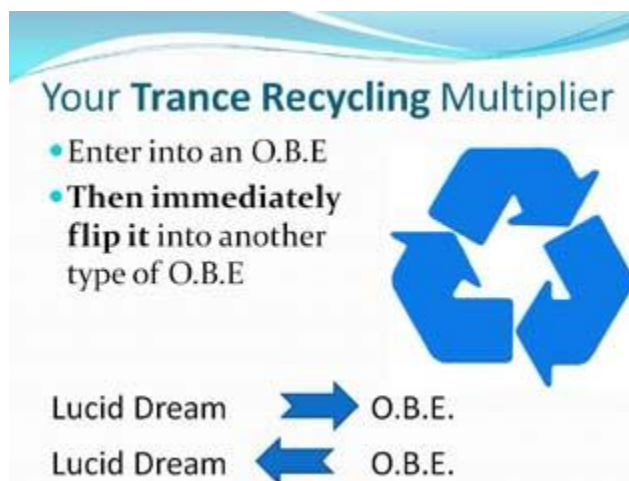 Your Trance Recycling Multiplier
Enter into an O.B.E
Then immediately
flip it into another
type of O.B.E
Lucid Dream O.B.E.
Lucid Dream O.B.E.